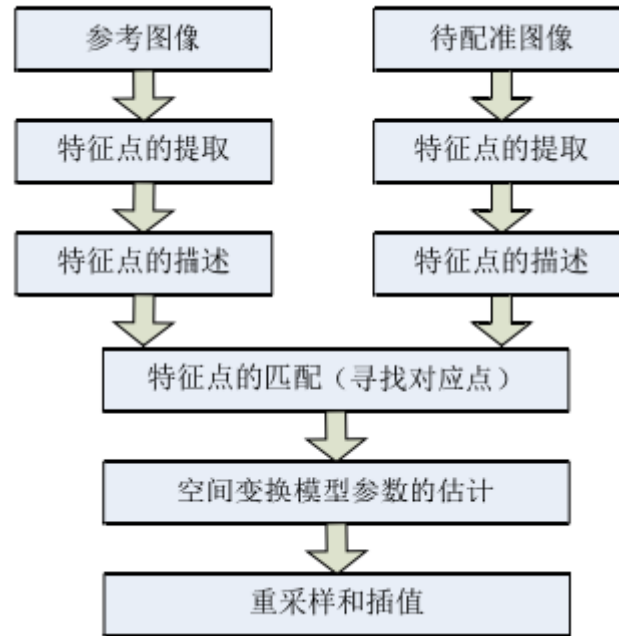 参考图像
待配准图像
特征点的提取
特征点的提取
特征点的描述
特征点的描述
特征点的匹配（寻找对应点）
空间变换模型参数的估计
重采样和插值